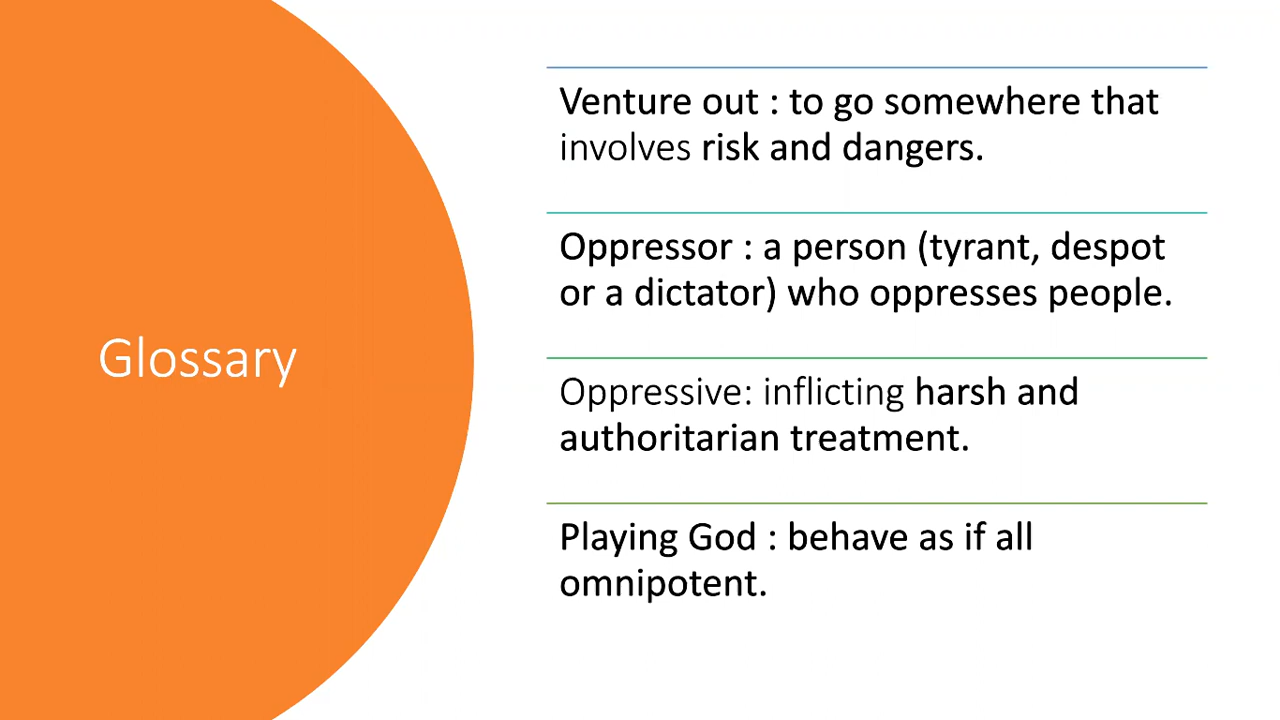 Glossary
Venture out : to go somewhere that
involves risk and dangers.
Oppressor : a person (tyrant, despot
or a dictator) who oppresses people.
Oppressive: inflicting harsh and
authoritarian treatment.
Playing God : behave as if all
omnipotent.